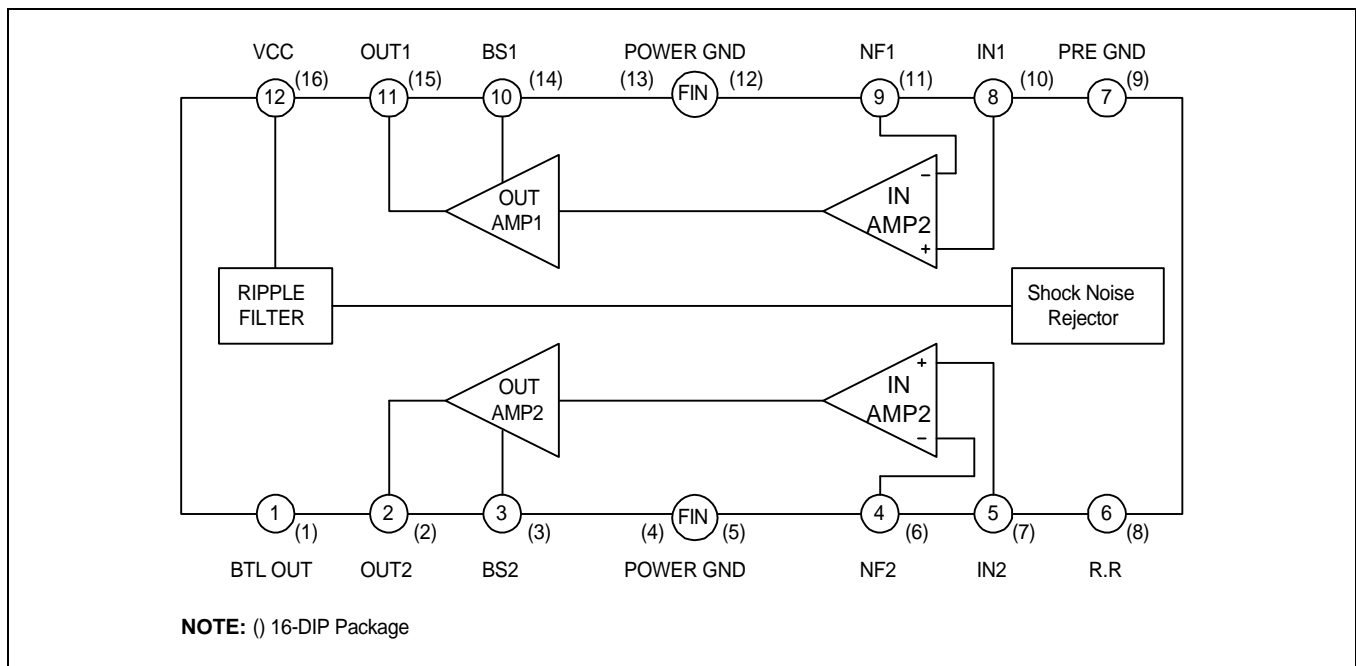 VCC OUT1 BS1 POWER GND NF1 IN1 PRE GND
(16) (15) (14) (13) (12) (11) (10) (9)
12 11 10 FIN 9 8 7
OUT
AMP1
IN
AMP2
−
+
RIPPLE
FILTER
Shock Noise
Rejector
OUT
AMP2
IN
AMP2
+
−
1 2 3 FIN 4 5 6
(1) (2) (3) (4) (5) (6) (7) (8)
BTL OUT OUT2 BS2 POWER GND NF2 IN2 R.R
NOTE: () 16-DIP Package